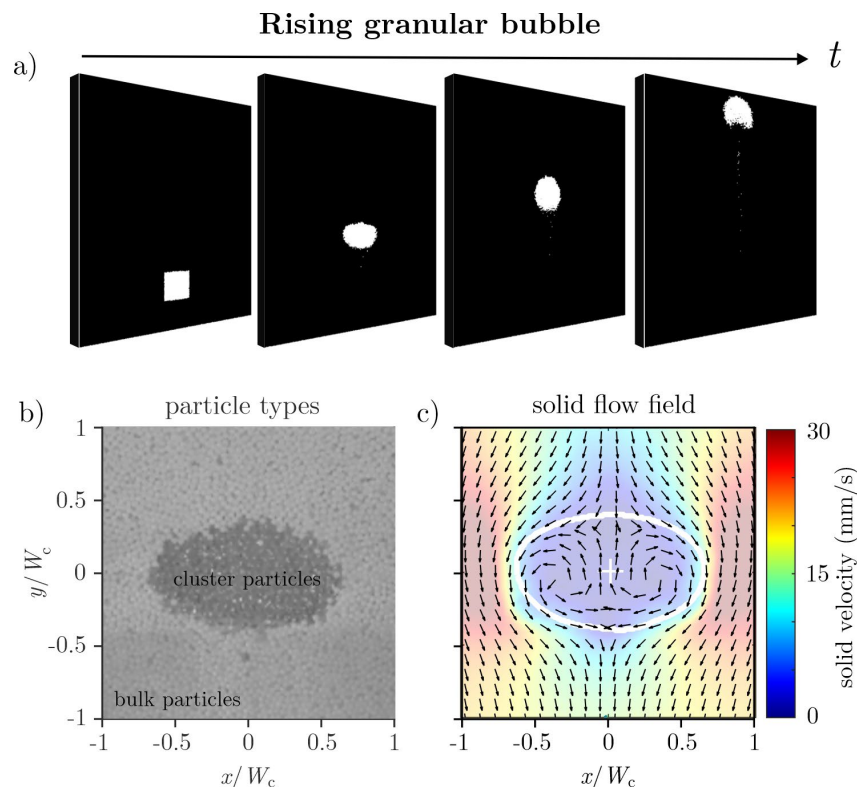 Rising granular bubble
a)
t
b)
particle types
c)
solid flow field
1
0.5
0
-0.5
-1
y/W_c
cluster particles
bulk particles
-1 -0.5 0 0.5 1
x/W_c
-1 -0.5 0 0.5 1
x/W_c
30
15
0
solid velocity (mm/s)